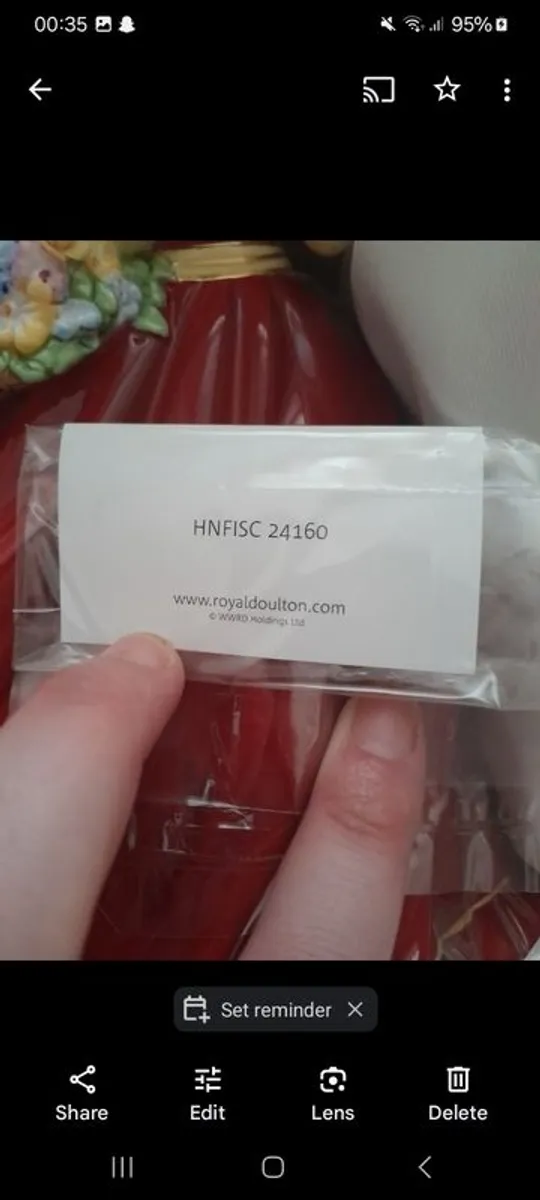 00:35
95%
HNFISC 24160
www.royaldoulton.com
© WWRD Holdings Ltd
Set reminder
Share Edit Lens Delete